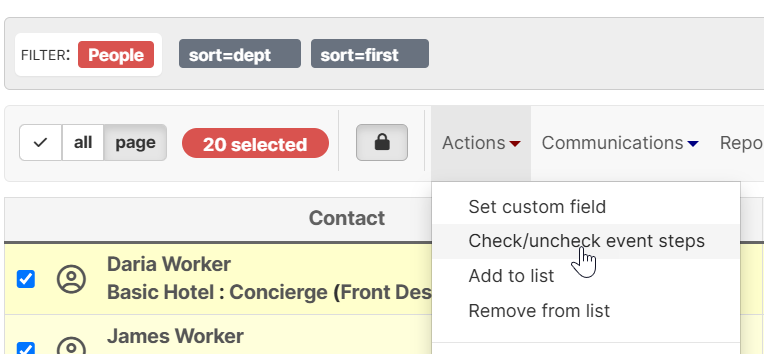 FILTER: People sort=dept sort=first
all page 20 selected Actions Communications Repo
Set custom field
Contact
Check/uncheck event steps
Daria Worker
Add to list
Basic Hotel : Concierge (Front Des
Remove from list
James Worker